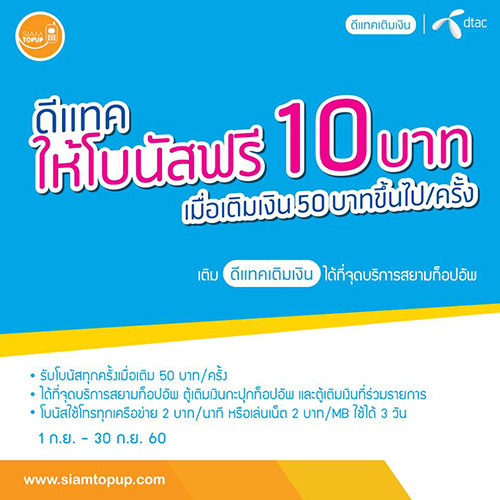 SIAM
TOPUP
ดีแทคเติมเงิน
dtac
ดีแทค
ให้โบนัสฟรี 10 บาท
เมื่อเติมเงิน 50 บาทขึ้นไป/ครั้ง
เติม ดีแทคเติมเงิน ได้ที่จุดบริการสยามท็อปอัพ
• รับโบนัสทุกครั้งเมื่อเติม 50 บาท/ครั้ง
• ได้ที่จุดบริการสยามท็อปอัพ ตู้เติมเงินกะปุกท็อปอัพ และตู้เติมเงินที่ร่วมรายการ
• โบนัสใช้โทรทุกเครือข่าย 2 บาท/นาที หรือเล่นเน็ต 2 บาท/MB ใช้ได้ 3 วัน
1 ก.ย. - 30 ก.ย. 60
www.siamtopup.com